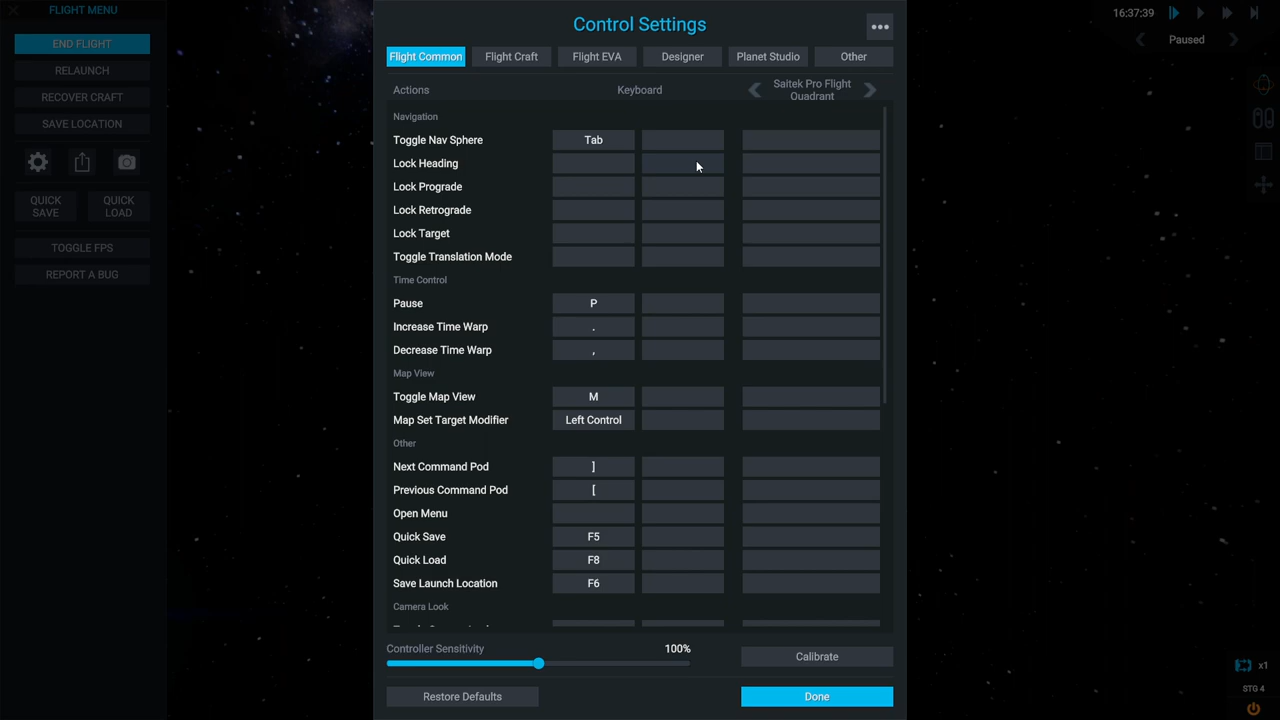 FLIGHT MENU
END FLIGHT
RELAUNCH
RECOVER CRAFT
SAVE LOCATION
QUICK SAVE
QUICK LOAD
TOGGLE FPS
REPORT A BUG
Control Settings
Flight Common
Flight Craft
Flight EVA
Designer
Planet Studio
Other
Actions
Keyboard
Saitek Pro Flight
Quadrant
Navigation
Toggle Nav Sphere Tab
Lock Heading
Lock Prograde
Lock Retrograde
Lock Target
Toggle Translation Mode
Time Control
Pause P
Increase Time Warp .
Decrease Time Warp ,
Map View
Toggle Map View M
Map Set Target Modifier Left Control
Other
Next Command Pod ]
Previous Command Pod [
Open Menu
Quick Save F5
Quick Load F8
Save Launch Location F6
Camera Look
Controller Sensitivity 100%
Calibrate
Restore Defaults
Done
16:37:39
Paused
x1
STG 4